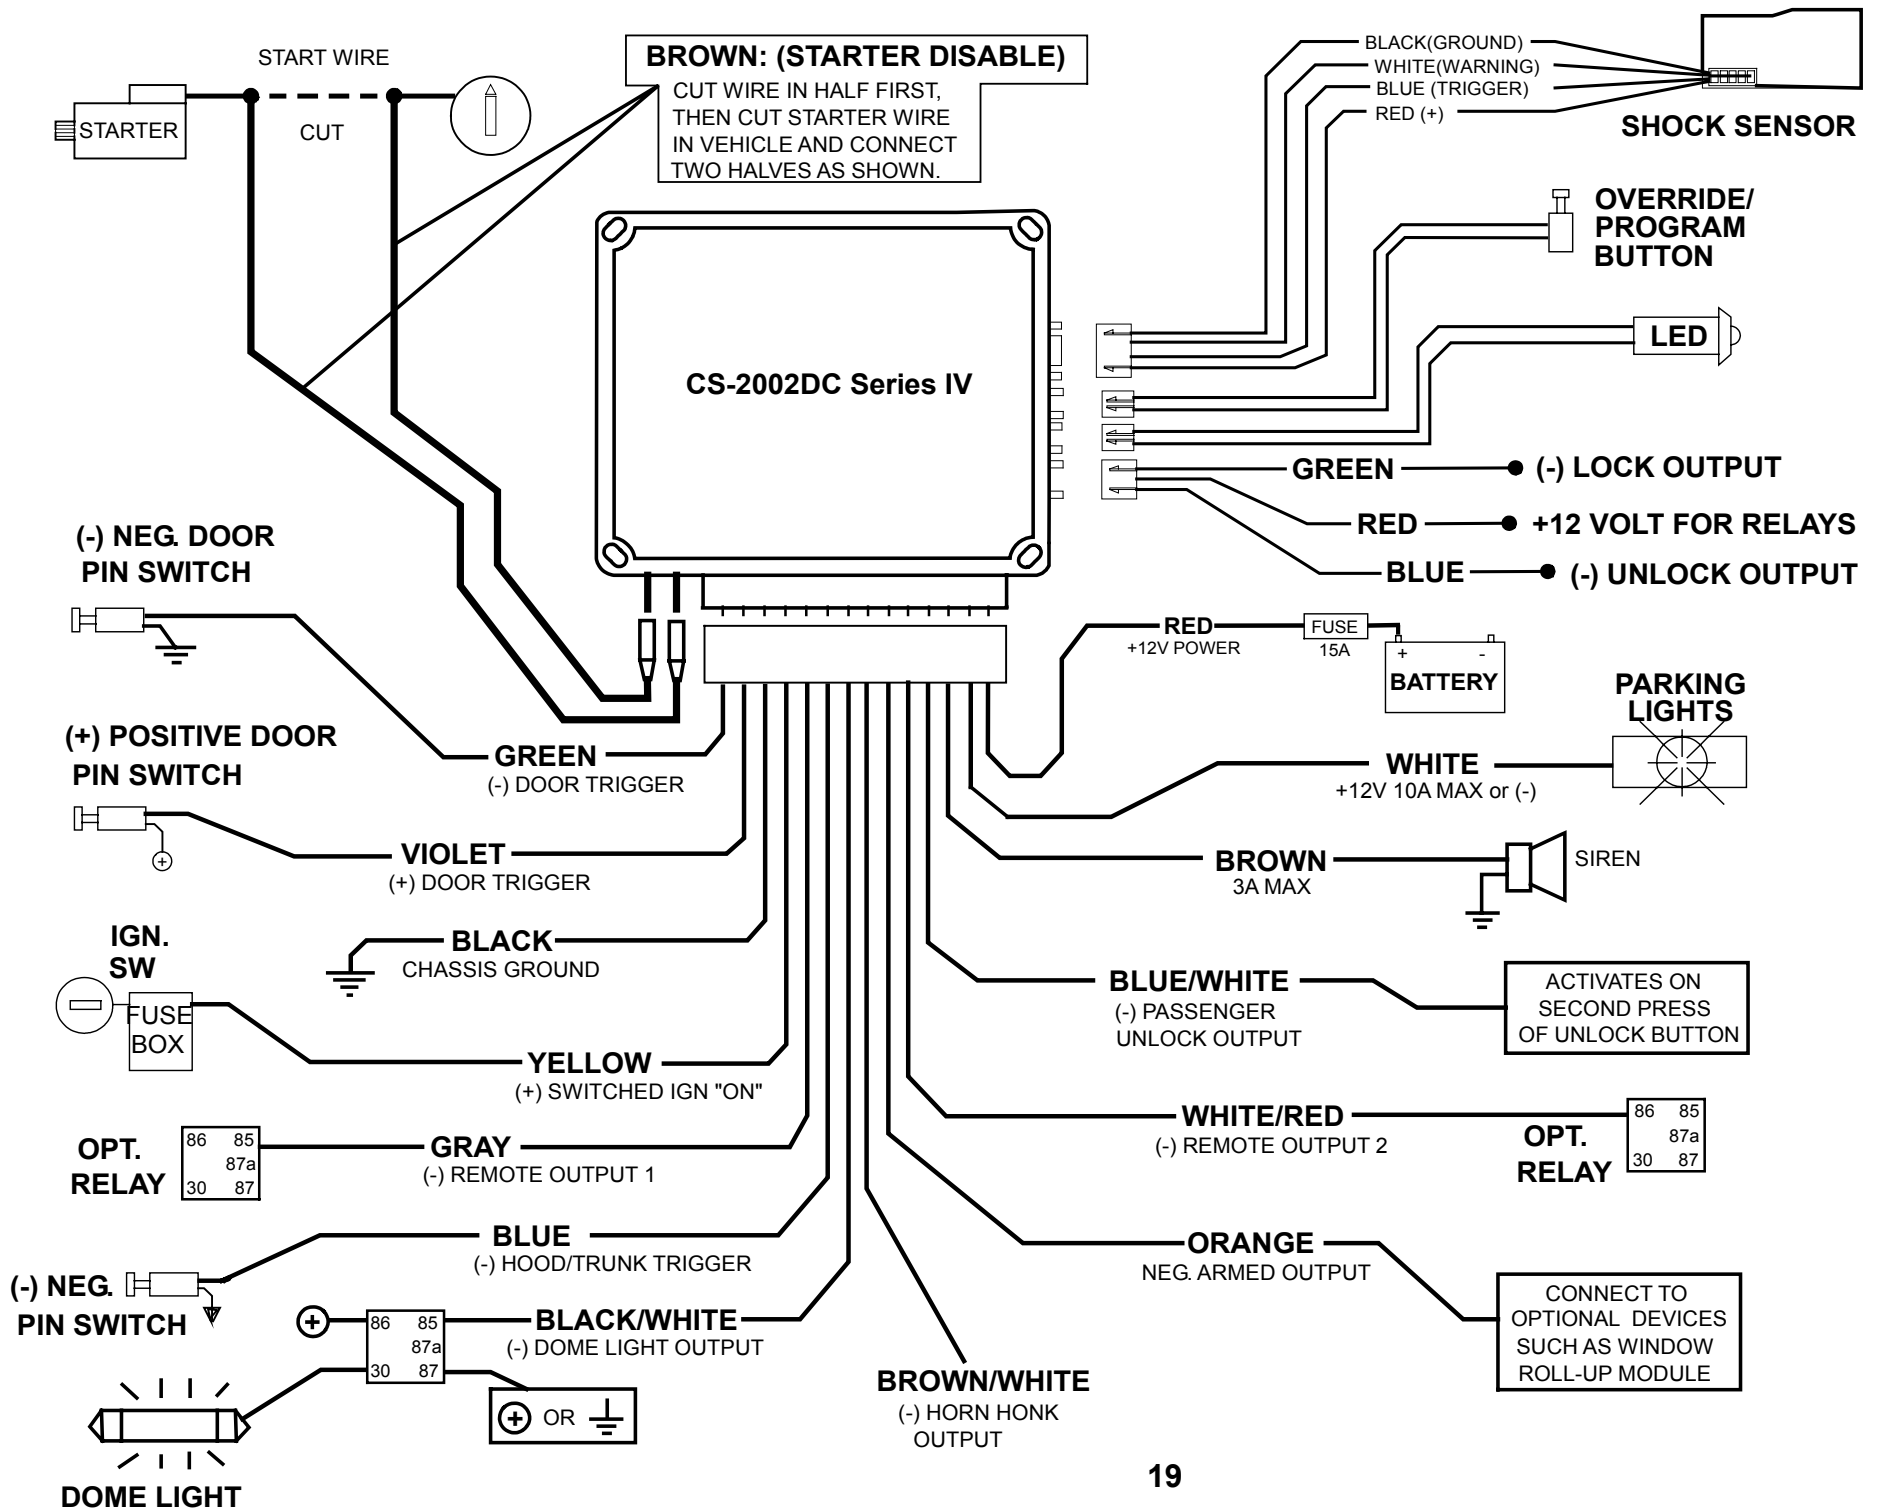 START WIRE
CUT
STARTER
BROWN: (STARTER DISABLE)
CUT WIRE IN HALF FIRST,
THEN CUT STARTER WIRE
IN VEHICLE AND CONNECT
TWO HALVES AS SHOWN.
BLACK(GROUND)
WHITE(WARNING)
BLUE (TRIGGER)
RED (+)
SHOCK SENSOR
OVERRIDE/
PROGRAM
BUTTON
LED
CS-2002DC Series IV
GREEN
(-) LOCK OUTPUT
RED
+12 VOLT FOR RELAYS
BLUE
(-) UNLOCK OUTPUT
(-) NEG. DOOR
PIN SWITCH
GREEN
(-) DOOR TRIGGER
(+) POSITIVE DOOR
PIN SWITCH
+
VIOLET
(+) DOOR TRIGGER
BLACK
CHASSIS GROUND
IGN.
SW
FUSE
BOX
YELLOW
(+) SWITCHED IGN "ON"
OPT.
RELAY
86 85
87a
30 87
GRAY
(-) REMOTE OUTPUT 1
(-) NEG.
PIN SWITCH
BLUE
(-) HOOD/TRUNK TRIGGER
+
86 85
87a
30 87
BLACK/WHITE
(-) DOME LIGHT OUTPUT
+ OR
DOME LIGHT
RED
+12V POWER
FUSE
15A
+ -
BATTERY
PARKING
LIGHTS
WHITE
+12V 10A MAX or (-)
BROWN
3A MAX
SIREN
BLUE/WHITE
(-) PASSENGER
UNLOCK OUTPUT
ACTIVATES ON
SECOND PRESS
OF UNLOCK BUTTON
WHITE/RED
(-) REMOTE OUTPUT 2
OPT.
RELAY
86 85
87a
30 87
ORANGE
NEG. ARMED OUTPUT
CONNECT TO
OPTIONAL DEVICES
SUCH AS WINDOW
ROLL-UP MODULE
BROWN/WHITE
(-) HORN HONK
OUTPUT
19